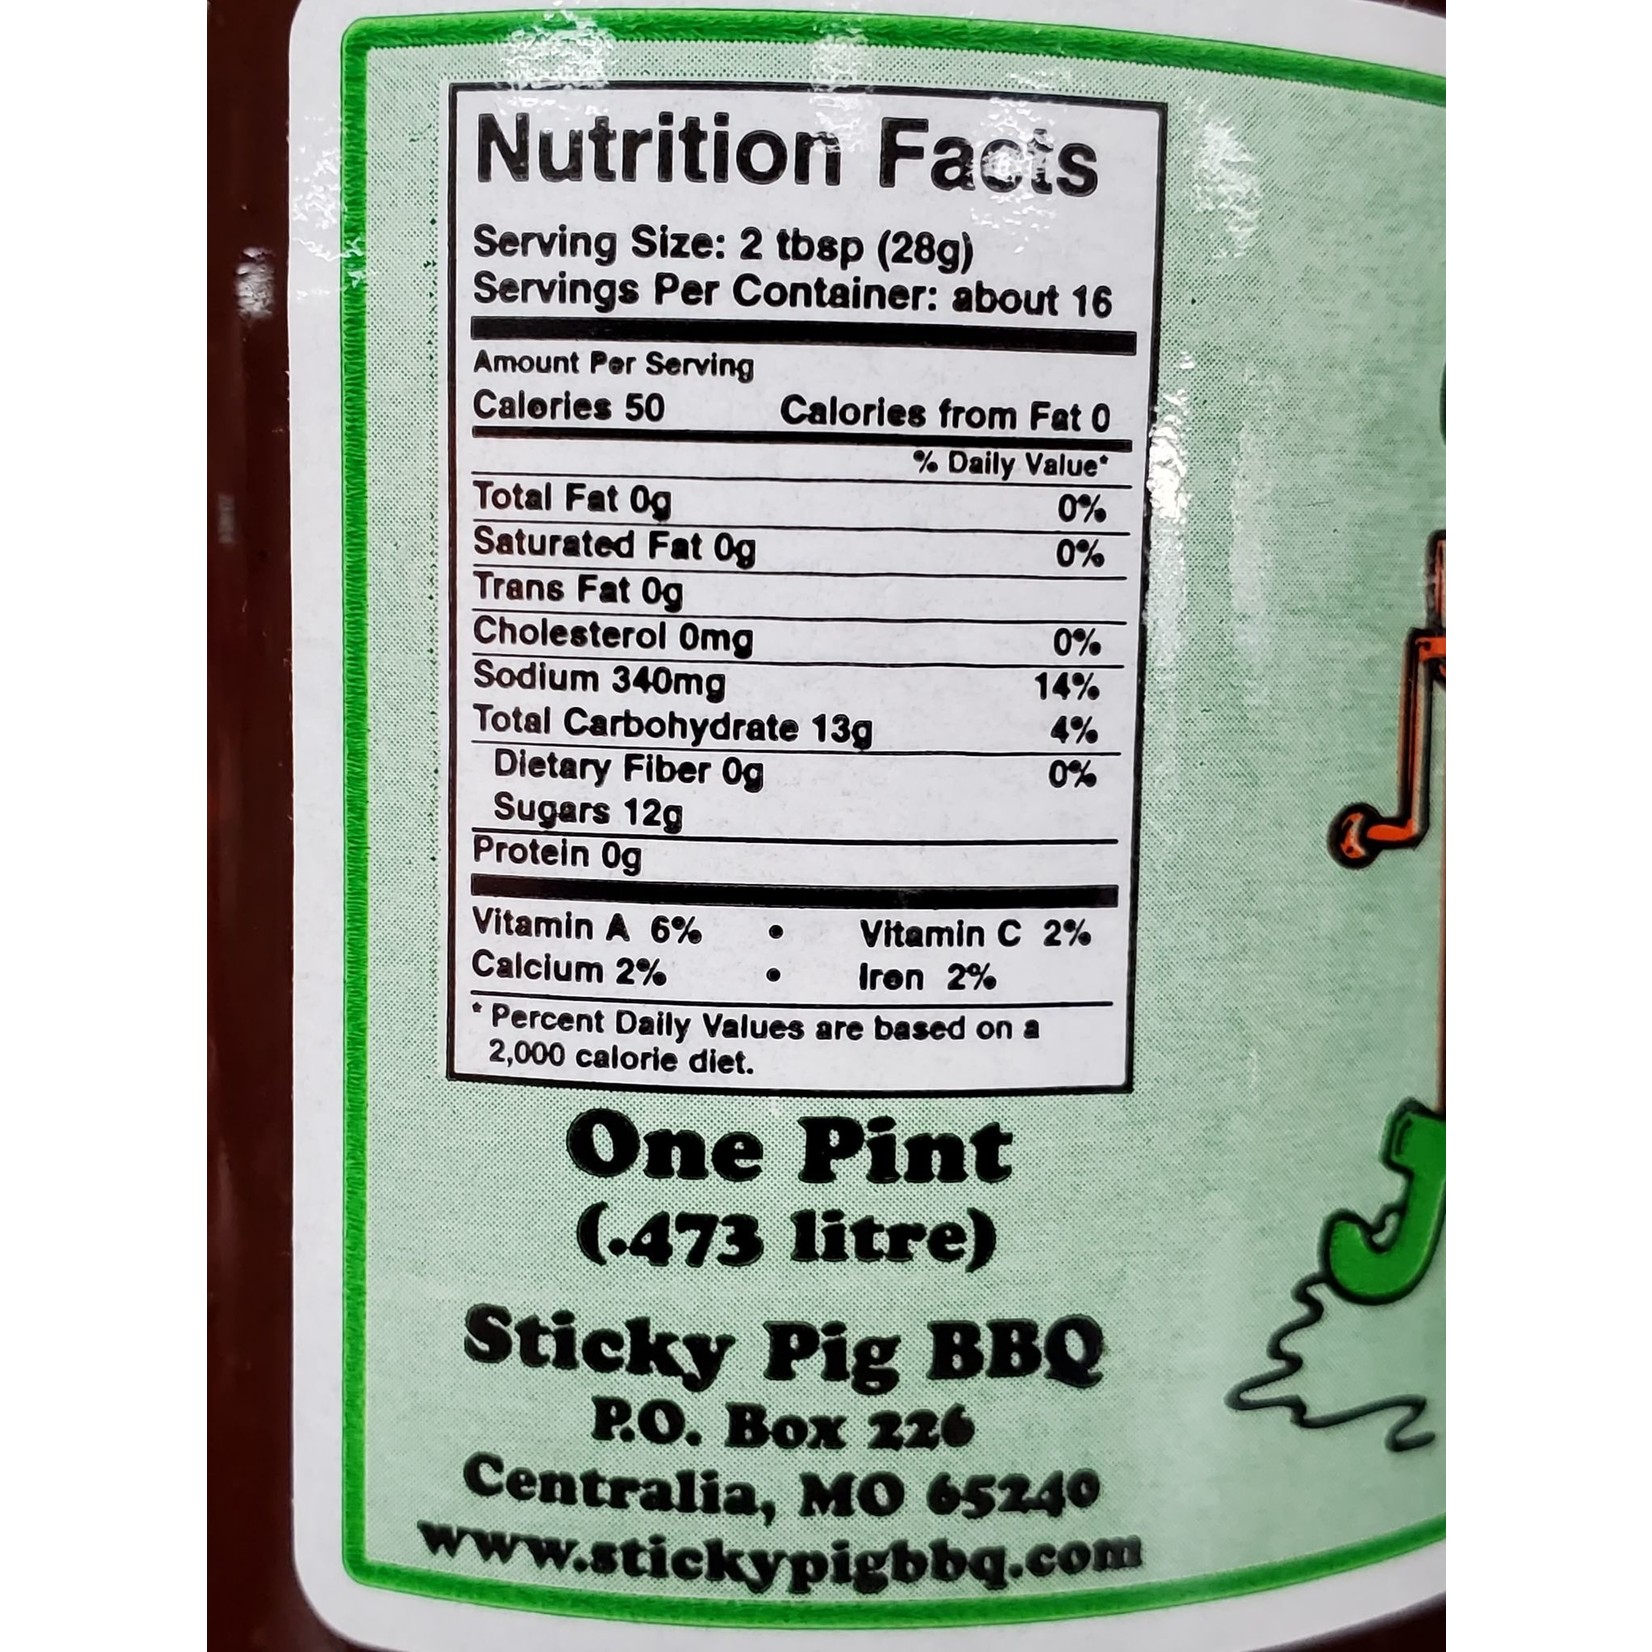 Nutrition Facts
Serving Size: 2 tbsp (28g)
Servings Per Container: about 16
Amount Per Serving
Calories 50 Calories from Fat 0
% Daily Value*
Total Fat 0g 0%
Saturated Fat 0g 0%
Trans Fat 0g
Cholesterol 0mg 0%
Sodium 340mg 14%
Total Carbohydrate 13g 4%
Dietary Fiber 0g 0%
Sugars 12g
Protein 0g
Vitamin A 6% • Vitamin C 2%
Calcium 2% • Iron 2%
* Percent Daily Values are based on a
2,000 calorie diet.
One Pint
(.473 litre)
Sticky Pig BBQ
P.O. Box 226
Centralia, MO 65240
www.stickypigbbq.com
J